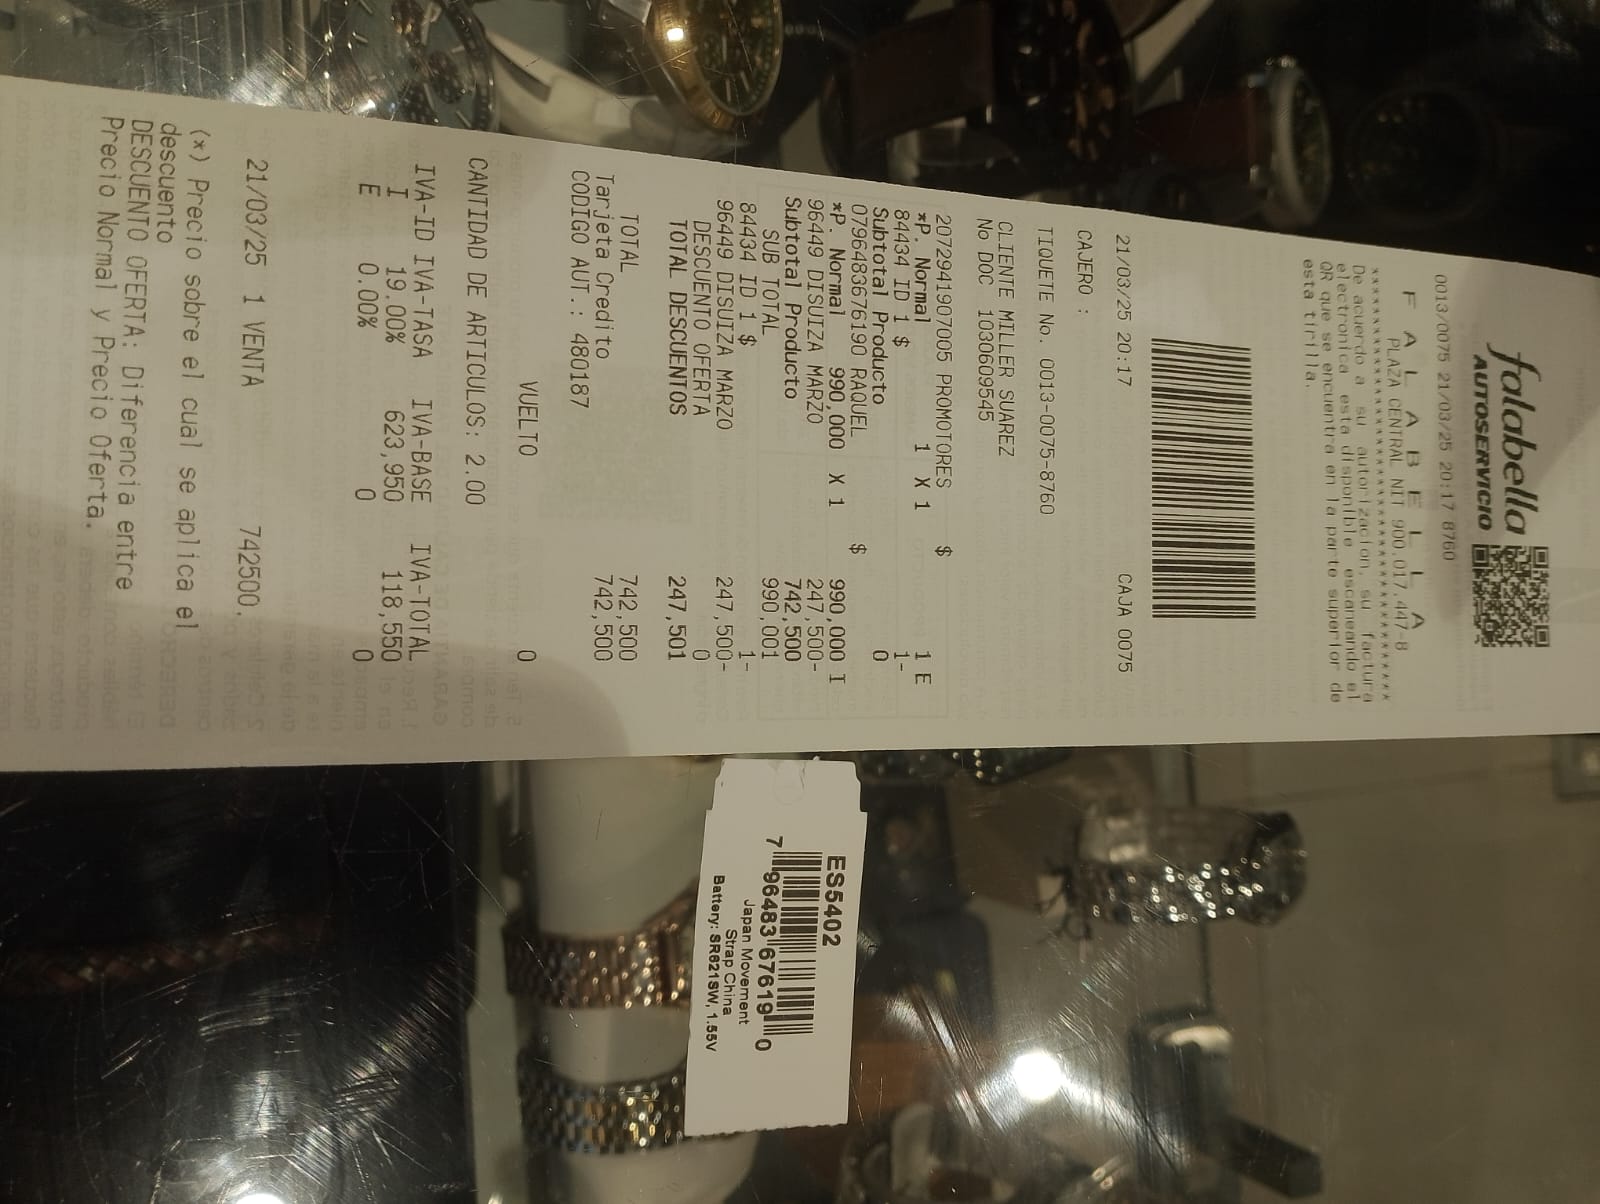 falabella
AUTOSERVICIO
0013/0075 21/03/25 20:17 8760
F A L A B E L L A
PLAZA CENTRAL NIT 900.017.447-8
****************************************
De acuerdo a su autorizacion, su factura
electronica esta disponible escaneando el
QR que se encuentra en la parte superior de
esta tirilla.
21/03/25 20:17 CAJA 0075
CAJERO :
TIQUETE No. 0013-0075-8760
CLIENTE MILLER SUAREZ
No DOC 1030609545
2072941907005 PROMOTORES $ 1 E
*P. Normal 1 X 1
84434 ID 1 $ 1-
Subtotal Producto 0
0796483676190 RAQUEL $ 990,000 I
*P. Normal 990,000 X 1
96449 DISUIZA MARZO 247,500-
Subtotal Producto 742,500
SUB TOTAL 990,001
84434 ID 1 $ 1-
96449 DISUIZA MARZO 247,500-
DESCUENTO OFERTA 0
TOTAL DESCUENTOS 247,501
TOTAL 742,500
Tarjeta Credito 742,500
CODIGO AUT.: 480187
VUELTO 0
CANTIDAD DE ARTICULOS: 2.00
IVA-ID IVA-TASA IVA-BASE IVA-TOTAL
I 19.00% 623,950 118,550
E 0.00% 0 0
21/03/25 1 VENTA 742500.
(*) Precio sobre el cual se aplica el
descuento
DESCUENTO OFERTA: Diferencia entre
Precio Normal y Precio Oferta.
ES5402
7 96483 67619 0
Japan Movement
Strap China
Battery: SR621SW, 1.55V